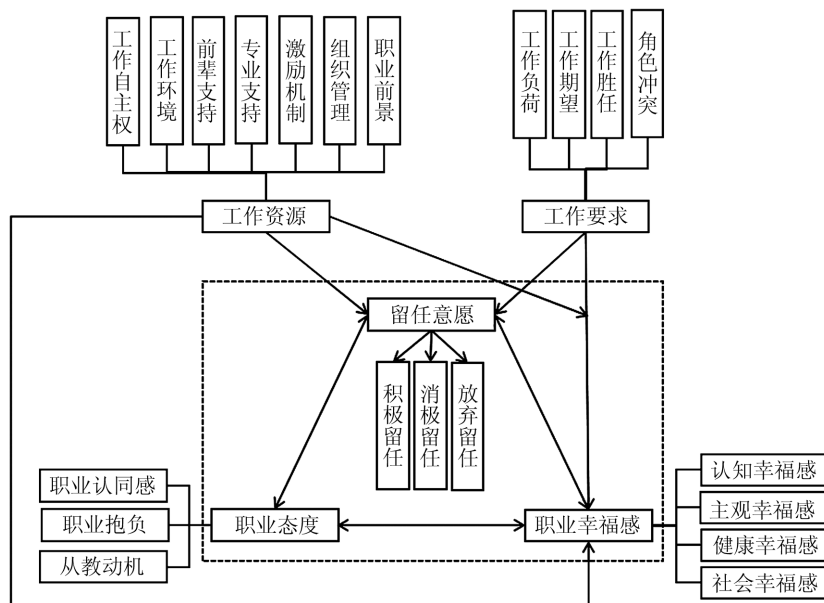 工作自主权
工作环境
前辈支持
专业支持
激励机制
组织管理
职业前景
工作负荷
工作期望
工作胜任
角色冲突
工作资源
工作要求
留任意愿
积极留任
消极留任
放弃留任
职业认同感
职业抱负
从教动机
职业态度
职业幸福感
认知幸福感
主观幸福感
健康幸福感
社会幸福感